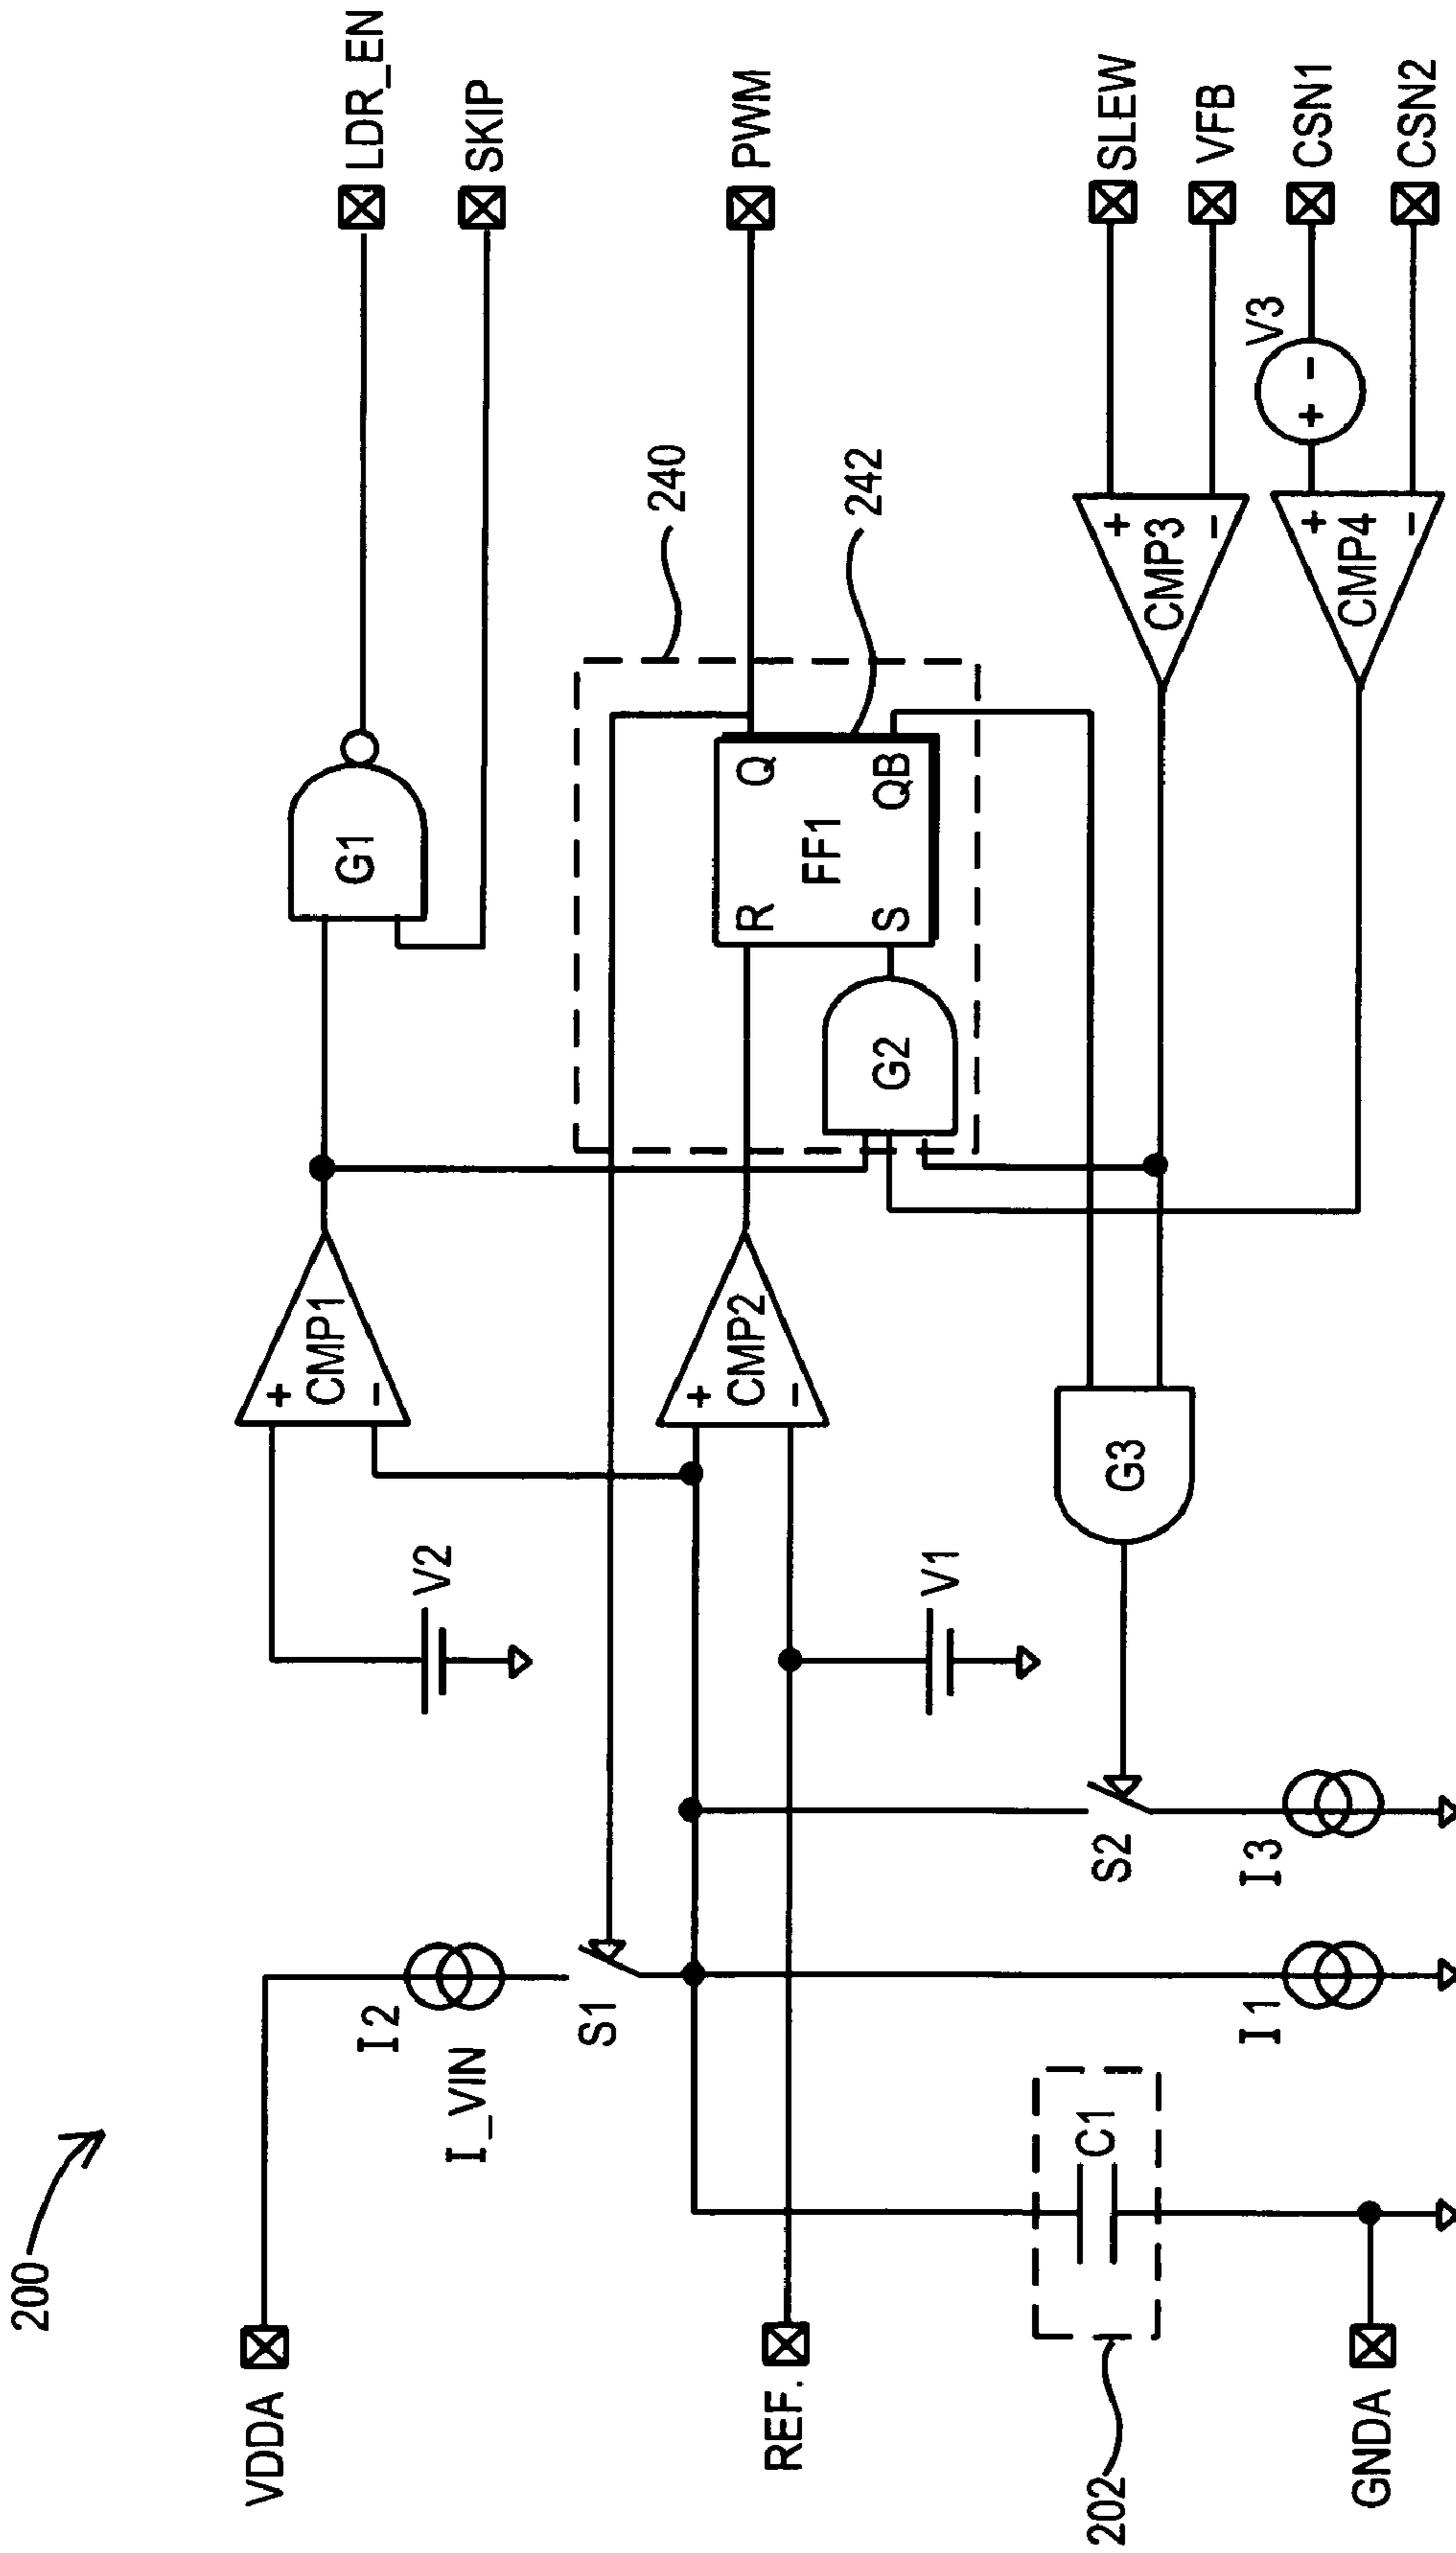 200
VDDA
REF.
202
GNDA
I2
I_VIN
S1
C1
I1
S2
I3
V2
V1
+
CMP1
-
+
CMP2
-
G3
G1
240
R
Q
FF1
S
QB
G2
242
LDR_EN
SKIP
PWM
+
CMP3
-
+
CMP4
-
V3
+ -
SLEW
VFB
CSN1
CSN2